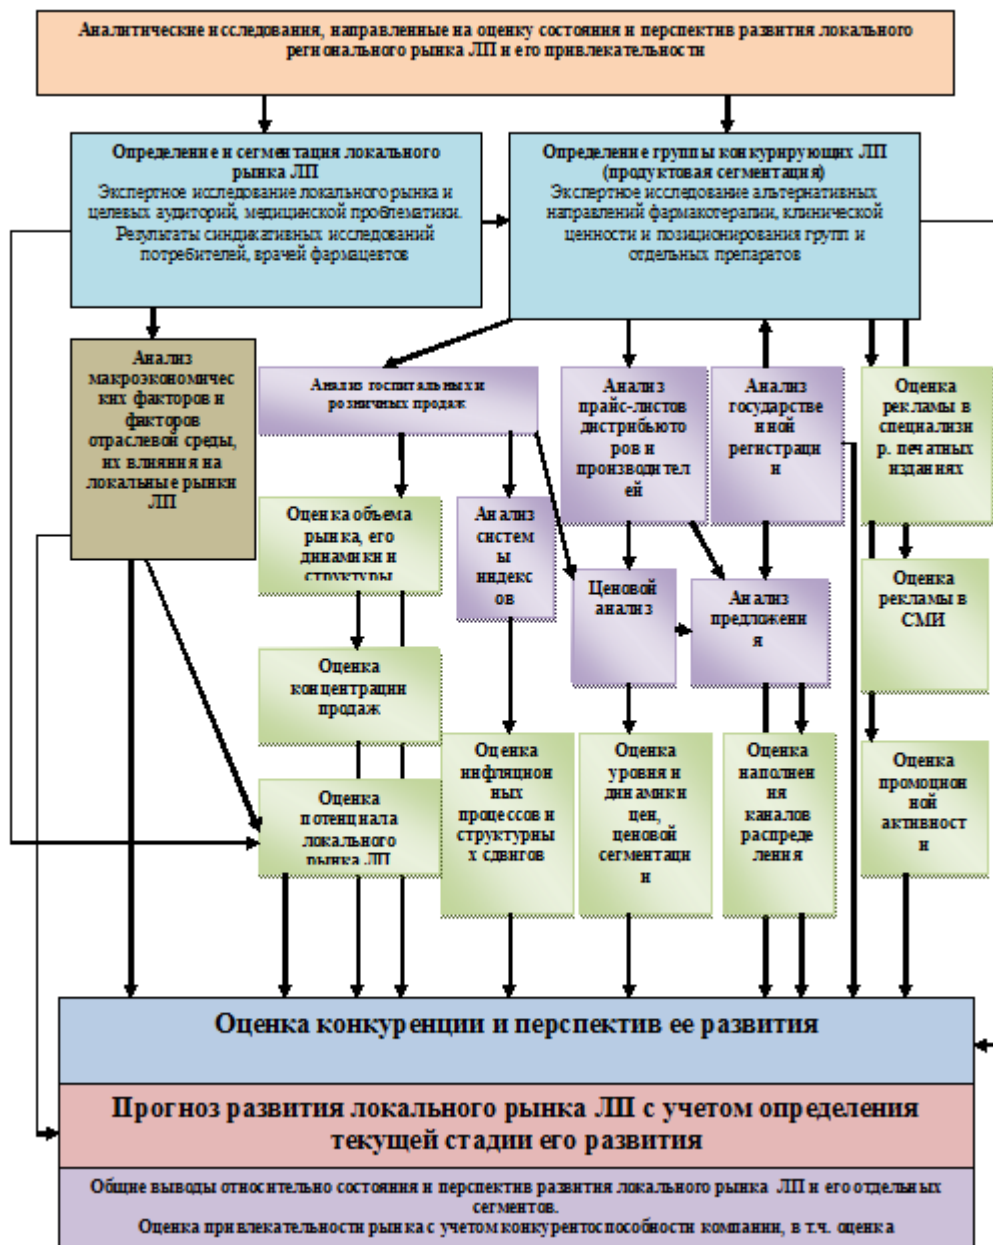 Аналитические исследования, направленные на оценку состояния и перспектив развития локального
регионального рынка ЛП и его привлекательности
Определение и сегментация локального
рынка ЛП
Экспертное исследование локального рынка и
целевых аудиторий, медицинской проблематики.
Результаты синдикативных исследований
потребителей, врачей фармацевтов
Определение группы конкурирующих ЛП
(продуктовая сегментация)
Экспертное исследование альтернативных
направлений фармакотерапии, клинической
ценности и позиционирования групп и
отдельных препаратов
Анализ
макроэкономичес
ких факторов и
факторов
отраслевой среды,
их влияния на
локальные рынки
ЛП
Анализ госпитальных и
розничных продаж
Анализ
прайс-листов
дистрибьюто
ров и
производител
ей
Анализ
государстве
нной
регистраци
и
Оценка
рекламы в
специализи
р. печатных
изданиях
Оценка объема
рынка, его
динамики и
структуры
Анализ
систем
ы
индекс
ов
Ценовой
анализ
Анализ
предложени
я
Оценка
рекламы в
СМИ
Оценка
концентрации
продаж
Оценка
потенциала
локального
рынка ЛП
Оценка
инфляцион
ных
процессов и
структурны
х сдвигов
Оценка
уровня и
динамики
цен,
ценовой
сегментаци
и
Оценка
наполнен
ия
каналов
распреде
ления
Оценка
промоцион
ной
активност
и
Оценка конкуренции и перспектив ее развития
Прогноз развития локального рынка ЛП с учетом определения
текущей стадии его развития
Общие выводы относительно состояния и перспектив развития локального рынка ЛП и его отдельных
сегментов.
Оценка привлекательности рынка с учетом конкурентоспособности компании, в т.ч. оценка